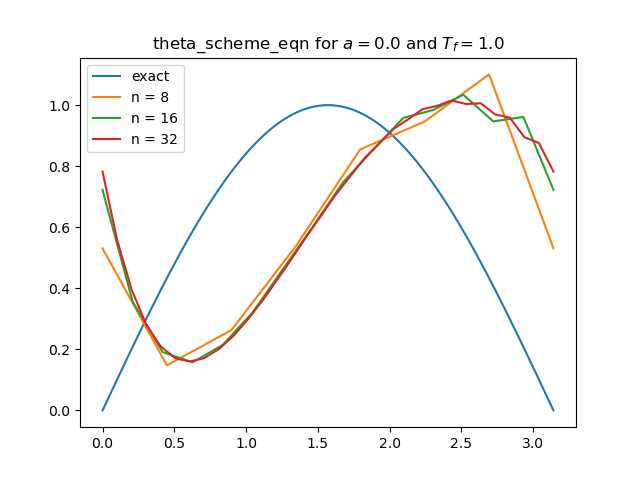 theta_scheme_eqn for a = 0.0 and T_f = 1.0
exact
n = 8
n = 16
n = 32
1.0
0.8
0.6
0.4
0.2
0.0
0.0 0.5 1.0 1.5 2.0 2.5 3.0